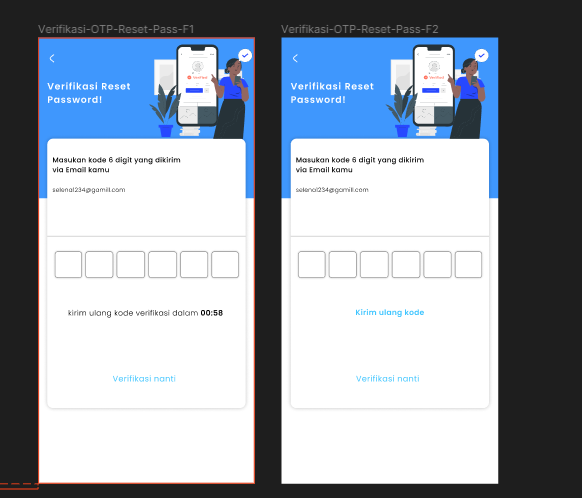 Verifikasi-OTP-Reset-Pass-F1
Verifikasi Reset
Password!
Masukan kode 6 digit yang dikirim
via Email kamu
selena1234@gamill.com
kirim ulang kode verifikasi dalam 00:58
Verifikasi nanti
Verifikasi-OTP-Reset-Pass-F2
Verifikasi Reset
Password!
Masukan kode 6 digit yang dikirim
via Email kamu
selena1234@gamill.com
Kirim ulang kode
Verifikasi nanti